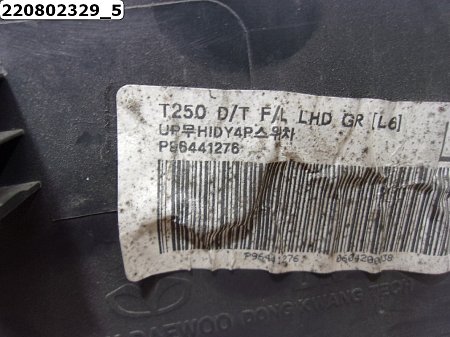 220802329_5
T250 D/T F/L LHD GR [L6]
UP무HIDY4P스위치
P96441276
P96441276
DAEWOO DONG KWANG TECH